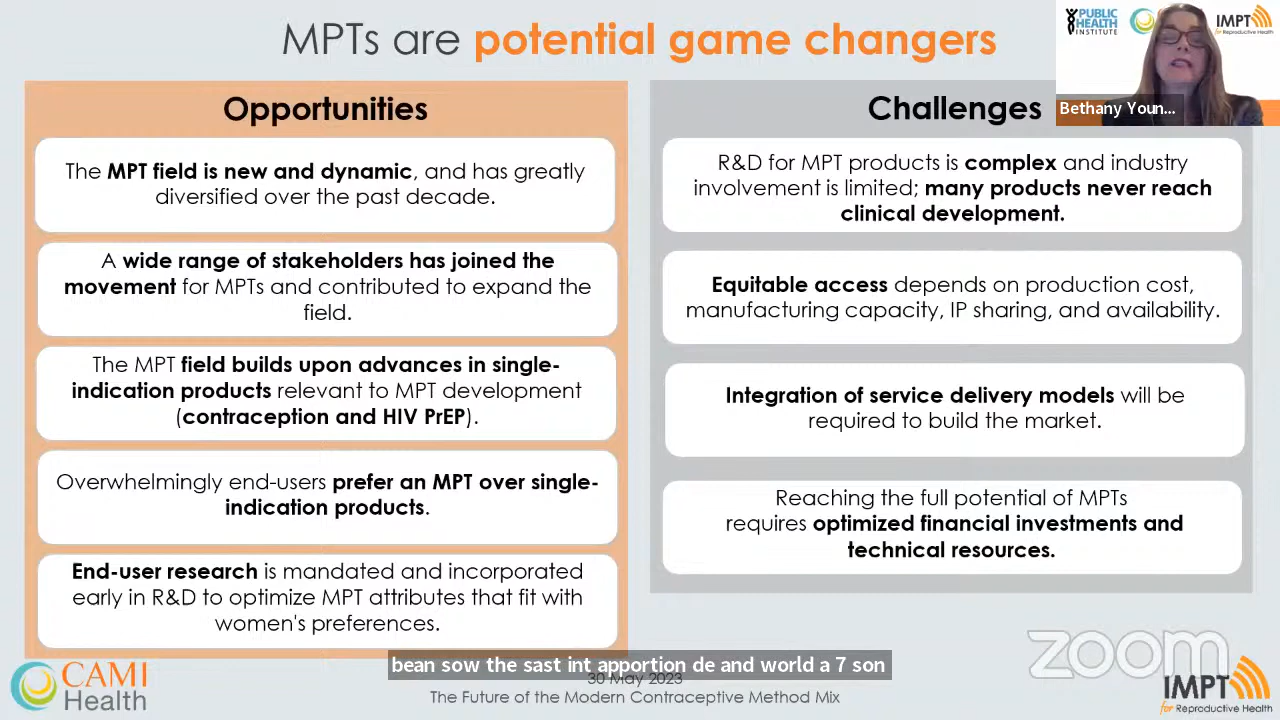 MPTs are potential game changers
PUBLIC
HEALTH
INSTITUTE
IMPT
for Reproductive Health
Bethany Youn...
Opportunities
The MPT field is new and dynamic, and has greatly
diversified over the past decade.
A wide range of stakeholders has joined the
movement for MPTs and contributed to expand the
field.
The MPT field builds upon advances in single-
indication products relevant to MPT development
(contraception and HIV PrEP).
Overwhelmingly end-users prefer an MPT over single-
indication products.
End-user research is mandated and incorporated
early in R&D to optimize MPT attributes that fit with
women's preferences.
Challenges
R&D for MPT products is complex and industry
involvement is limited; many products never reach
clinical development.
Equitable access depends on production cost,
manufacturing capacity, IP sharing, and availability.
Integration of service delivery models will be
required to build the market.
Reaching the full potential of MPTs
requires optimized financial investments and
technical resources.
bean sow the sast int apportion de and world a 7 son
30 May 2023
The Future of the Modern Contraceptive Method Mix
CAMI
Health
zoom
IMPT
for Reproductive Health